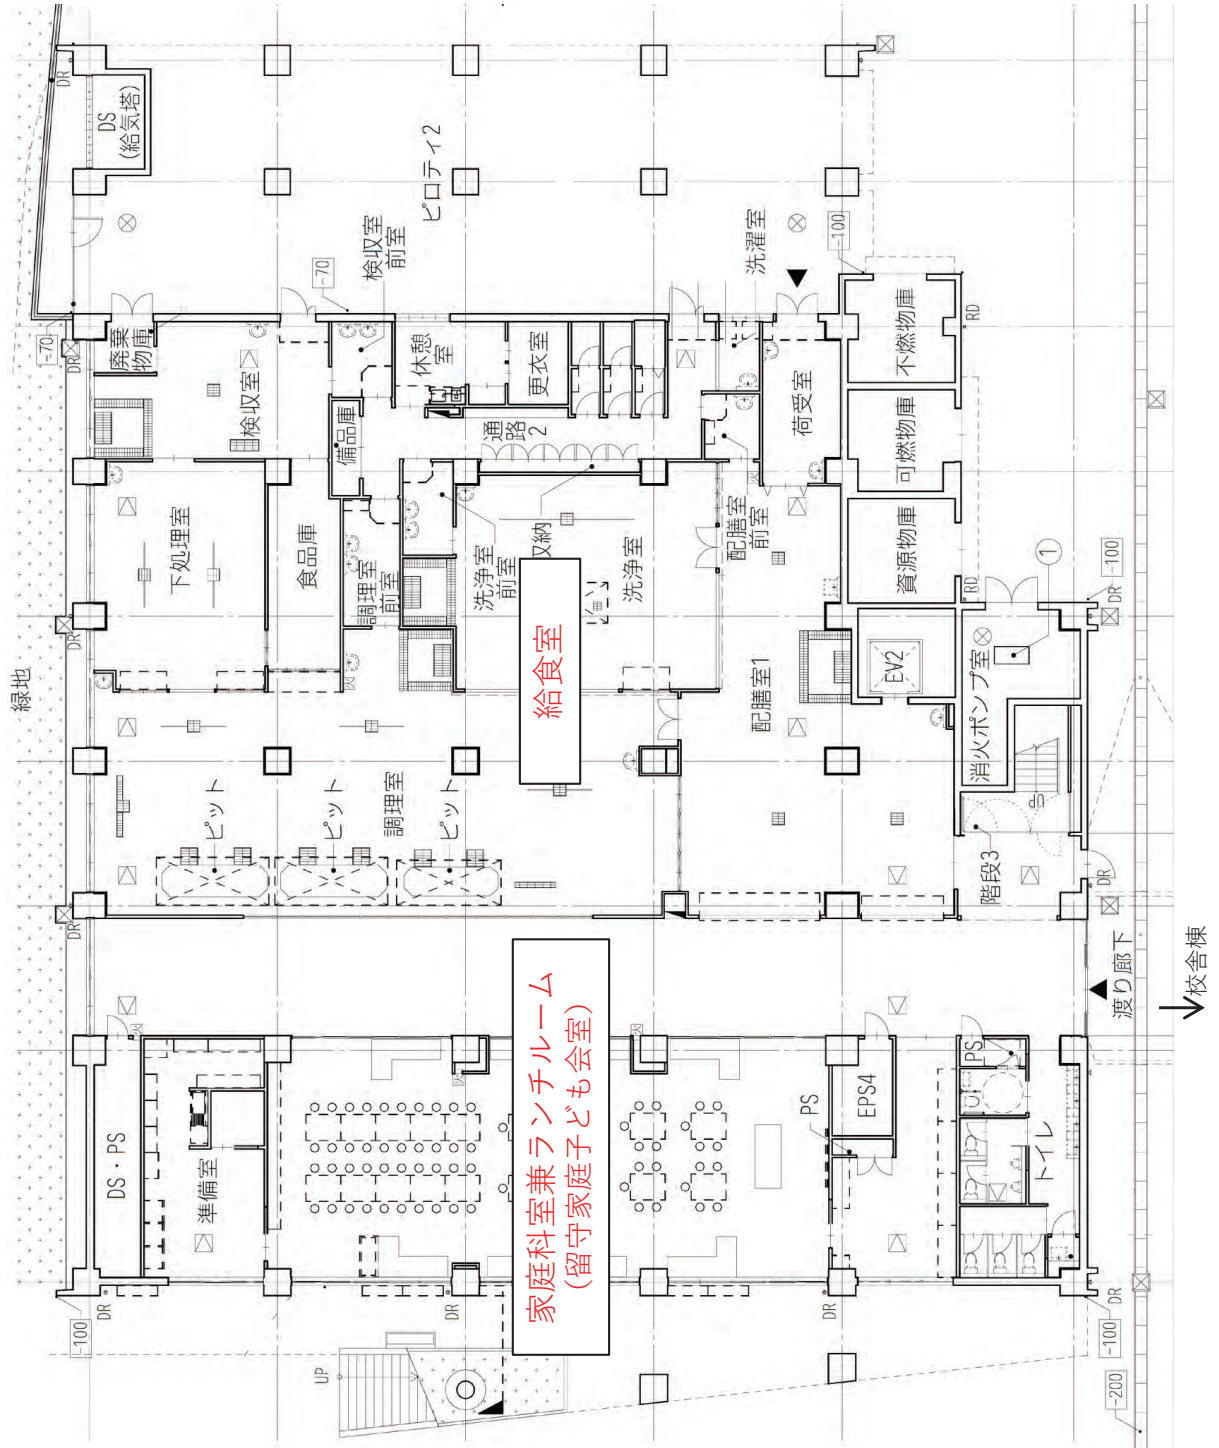 DR
DS
(給気塔)
ピロティ2
検収室
前室
-70
洗濯室
-100
-70
DR
廃棄
物庫
検収室
休憩
室
更衣室
備品庫
通路
2
荷受室
不燃物庫
RD
可燃物庫
資源物庫
RD
下処理室
食品庫
調理室
前室
洗浄室
前室
収納
洗浄室
配膳室
前室
1
-100
DR
緑地
DR
給食室
配膳室1
EV2
消火ポンプ室
UP
ピット
ピット
ピット
調理室
階段3
DR
DR
渡り廊下
校舎棟
DS・PS
準備室
家庭科室兼ランチルーム
(留守家庭子ども会室)
PS
EPS4
PS
トイレ
DR
-100
DR
DR
DR
-100
-200
UP